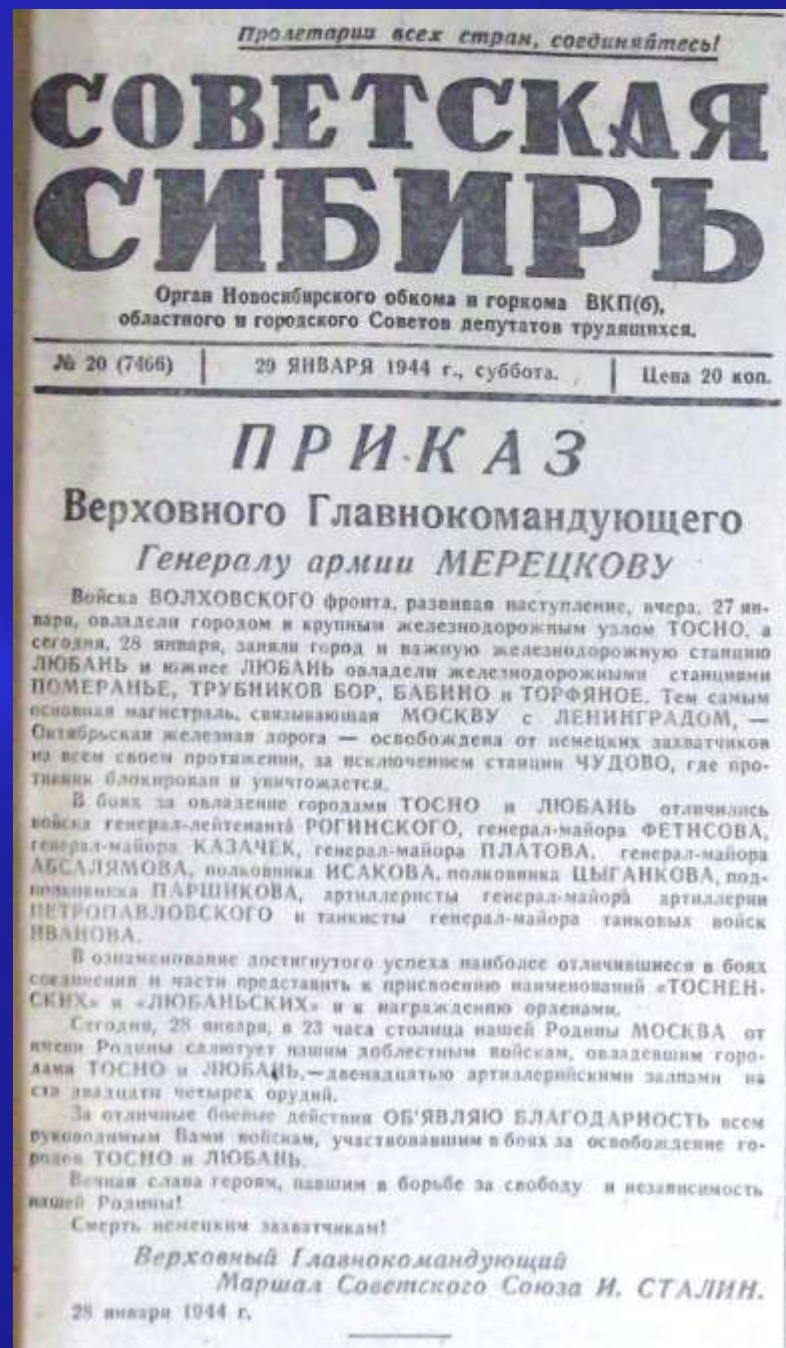 Пролетарии всех стран, соединяйтесь!
СОВЕТСКАЯ
СИБИРЬ
Орган Новосибирского обкома и горкома ВКП(б),
областного и городского Советов депутатов трудящихся.
№ 20 (7466) 29 ЯНВАРЯ 1944 г., суббота. Цена 20 коп.
ПРИКАЗ
Верховного Главнокомандующего
Генералу армии МЕРЕЦКОВУ
Войска ВОЛХОВСКОГО фронта, развивая наступление, вчера, 27 ян-
варя, овладели городом и крупным железнодорожным узлом ТОСНО, а
сегодня, 28 января, заняли город и важную железнодорожную станцию
ЛЮБАНЬ и южнее ЛЮБАНЬ овладели железнодорожными станциями
ПОМЕРАНЬЕ, ТРУБНИКОВ БОР, БАБИНО и ТОРФЯНОЕ. Тем самым
основная магистраль, связывающая МОСКВУ с ЛЕНИНГРАДОМ, —
Октябрьская железная дорога — освобождена от немецких захватчиков
на всем своем протяжении, за исключением станции ЧУДОВО, где про-
тивник блокирован и уничтожается.
В боях за овладение городами ТОСНО и ЛЮБАНЬ отличились
войска генерал-лейтенанта РОГИНСКОГО, генерал-майора ФЕТИСОВА,
генерал-майора КАЗАЧЕК, генерал-майора ПЛАТОВА, генерал-майора
АБСАЛЯМОВА, полковника ИСАКОВА, полковника ЦЫГАНКОВА, под-
полковника ПАРШИКОВА, артиллеристы генерал-майора артиллерии
ПЕТРОПАВЛОВСКОГО и танкисты генерал-майора танковых войск
ИВАНОВА.
В ознаменование достигнутого успеха наиболее отличившиеся в боях
соединения и части представить к присвоению наименований «ТОСНЕН-
СКИХ» и «ЛЮБАНЬСКИХ» и к награждению орденами.
Сегодня, 28 января, в 23 часа столица нашей Родины МОСКВА от
имени Родины салютует нашим доблестным войскам, овладевшим горо-
дами ТОСНО и ЛЮБАНЬ,—двенадцатью артиллерийскими залпами из
ста двадцати четырех орудий.
За отличные боевые действия ОБ'ЯВЛЯЮ БЛАГОДАРНОСТЬ всем
руководимым Вами войскам, участвовавшим в боях за освобождение го-
родов ТОСНО и ЛЮБАНЬ.
Вечная слава героям, павшим в борьбе за свободу и независимость
нашей Родины!
Смерть немецким захватчикам!
Верховный Главнокомандующий
Маршал Советского Союза И. СТАЛИН.
28 января 1944 г.